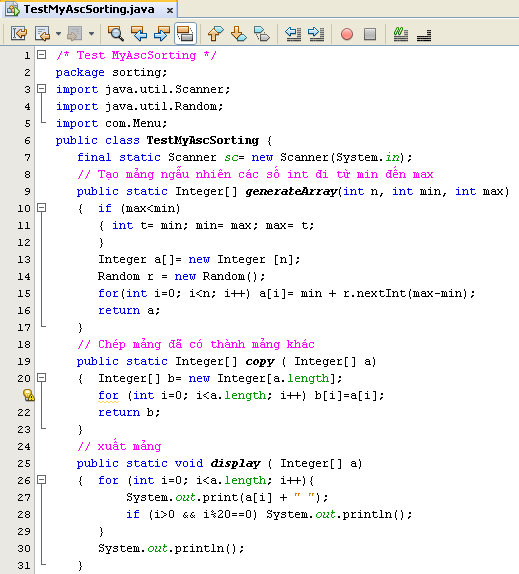 TestMyAscSorting.java x
1 /* Test MyAscSorting */
2 package sorting;
3 import java.util.Scanner;
4 import java.util.Random;
5 import com.Menu;
6 public class TestMyAscSorting {
7 final static Scanner sc= new Scanner(System.in);
8 // Tạo mảng ngẫu nhiên các số int đi từ min đến max
9 public static Integer[] generateArray(int n, int min, int max)
10 { if (max<min)
11 { int t= min; min= max; max= t;
12 }
13 Integer a[]= new Integer [n];
14 Random r = new Random();
15 for(int i=0; i<n; i++) a[i]= min + r.nextInt(max-min);
16 return a;
17 }
18 // Chép mảng đã có thành mảng khác
19 public static Integer[] copy ( Integer[] a)
20 { Integer[] b= new Integer[a.length];
for (int i=0; i<a.length; i++) b[i]=a[i];
22 return b;
23 }
24 // xuất mảng
25 public static void display ( Integer[] a)
26 { for (int i=0; i<a.length; i++){
27 System.out.print(a[i] + " ");
28 if (i>0 && i%20==0) System.out.println();
29 }
30 System.out.println();
31 }